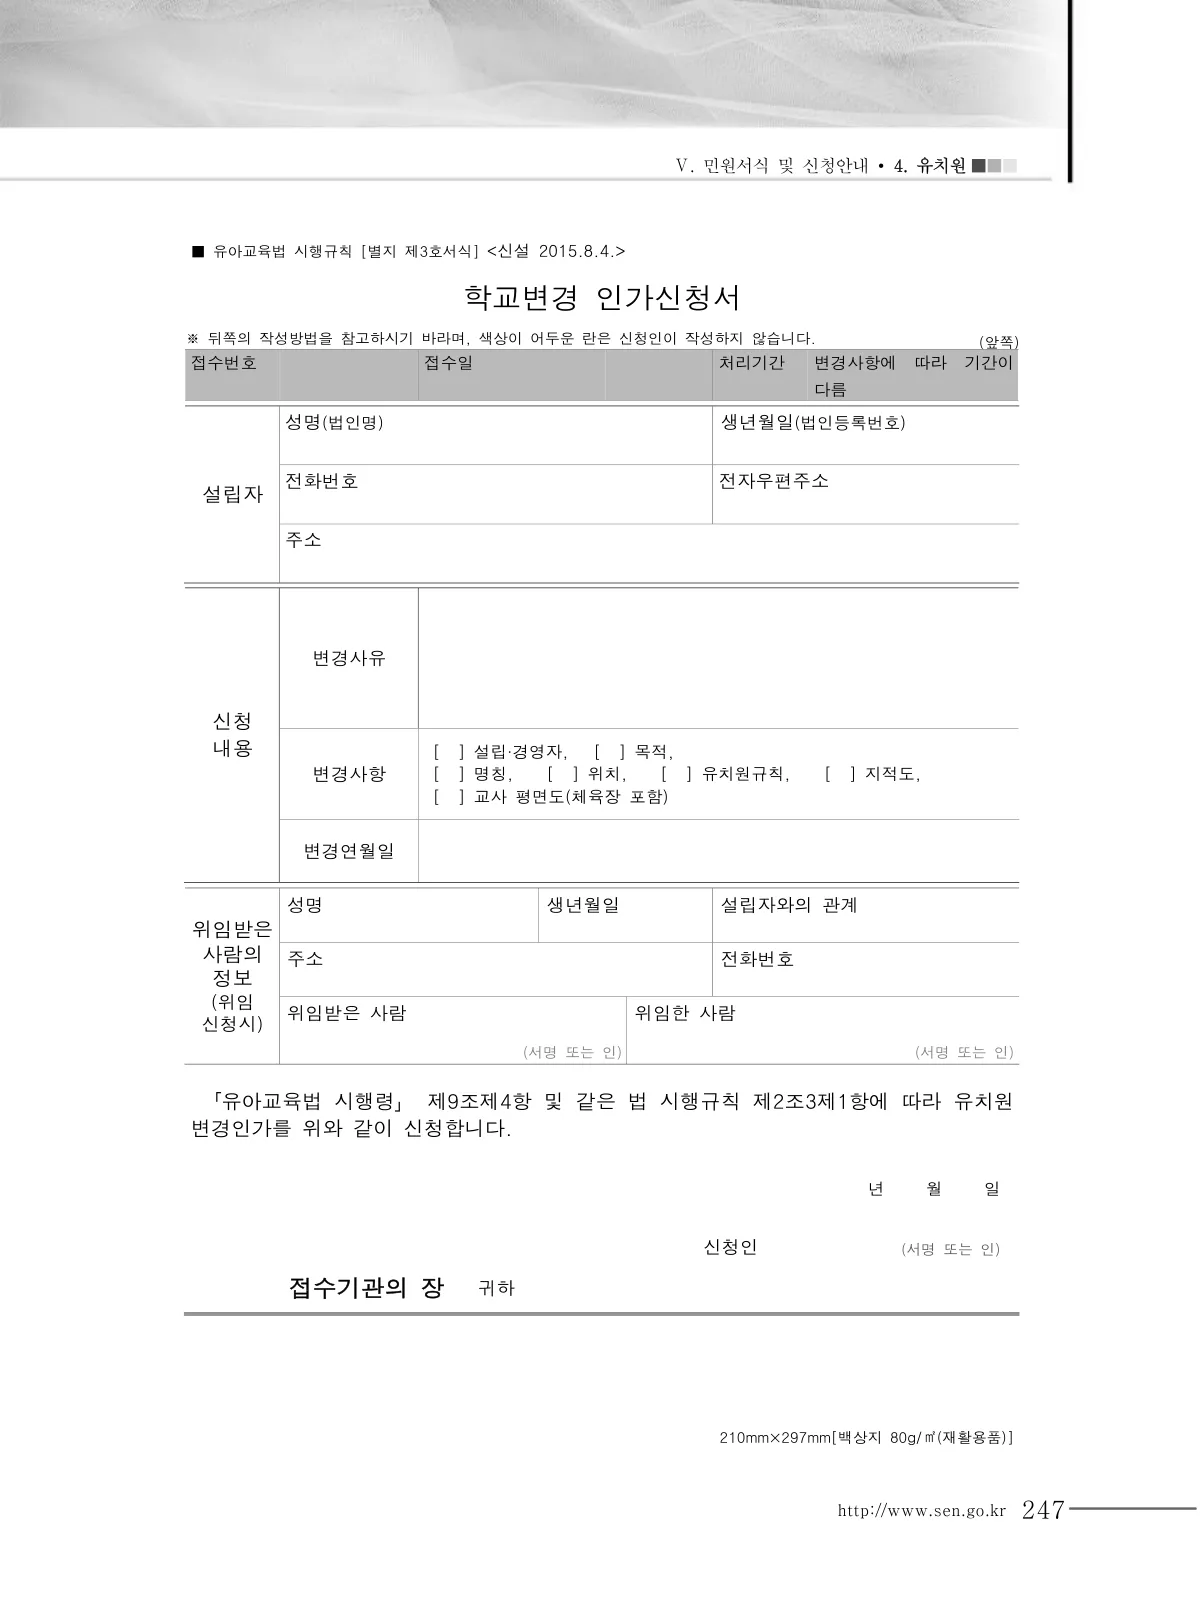 Ⅴ. 민원서식 및 신청안내 • 4. 유치원
■ 유아교육법 시행규칙 [별지 제3호서식] <신설 2015.8.4.>
학교변경 인가신청서
※ 뒤쪽의 작성방법을 참고하시기 바라며, 색상이 어두운 란은 신청인이 작성하지 않습니다.
(앞쪽)
접수번호 접수일 처리기간 변경사항에 따라 기간이
다름
설립자
성명(법인명) 생년월일(법인등록번호)
전화번호 전자우편주소
주소
신청
내용
변경사유
변경사항
[ ] 설립·경영자, [ ] 목적,
[ ] 명칭, [ ] 위치, [ ] 유치원규칙, [ ] 지적도,
[ ] 교사 평면도(체육장 포함)
변경연월일
위임받은
사람의
정보
(위임
신청시)
성명 생년월일 설립자와의 관계
주소 전화번호
위임받은 사람 위임한 사람
(서명 또는 인) (서명 또는 인)
「유아교육법 시행령」 제9조제4항 및 같은 법 시행규칙 제2조3제1항에 따라 유치원
변경인가를 위와 같이 신청합니다.
년 월 일
신청인 (서명 또는 인)
접수기관의 장 귀하
210mm×297mm[백상지 80g/㎡(재활용품)]
http://www.sen.go.kr 247